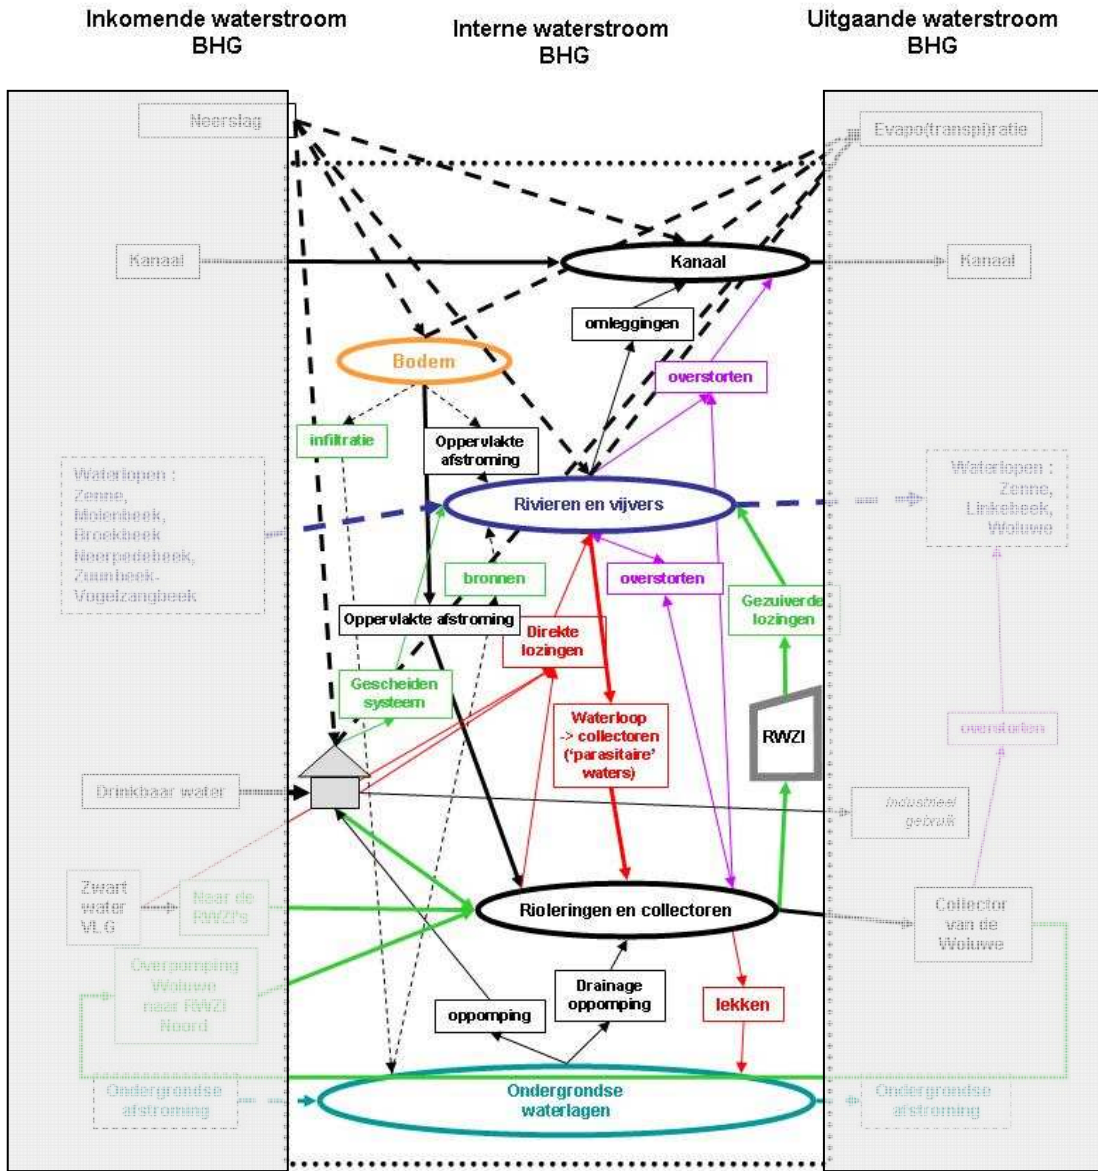 Inkomende waterstroom
BHG
Interne waterstroom
BHG
Uitgaande waterstroom
BHG
Neerslag
Evapo(transpi)ratie
Kanaal
Kanaal
Kanaal
omleggingen
Bodem
overstorten
infiltratie
Oppervlakte
afstroming
Waterlopen :
Zenne,
Molenbeek,
Broekbeek
Neerpedebeek,
Zuunbeek-
Vogelzangbeek
Rivieren en vijvers
Waterlopen :
Zenne,
Linkebeek,
Woluwe
bronnen
overstorten
Gezuiverde
lozingen
Oppervlakte afstroming
Direkte
lozingen
Gescheiden
systeem
Waterloop
-> collectoren
('parasitaire'
waters)
RWZI
overstorten
Drinkbaar water
Industrieel
gebruik
Zwart
water
VLG
Naar de
RWZI's
Rioleringen en collectoren
Collector
van de
Woluwe
Overpomping
Woluwe
naar RWZI
Noord
oppomping
Drainage
oppomping
lekken
Ondergrondse
afstroming
Ondergrondse
waterlagen
Ondergrondse
afstroming